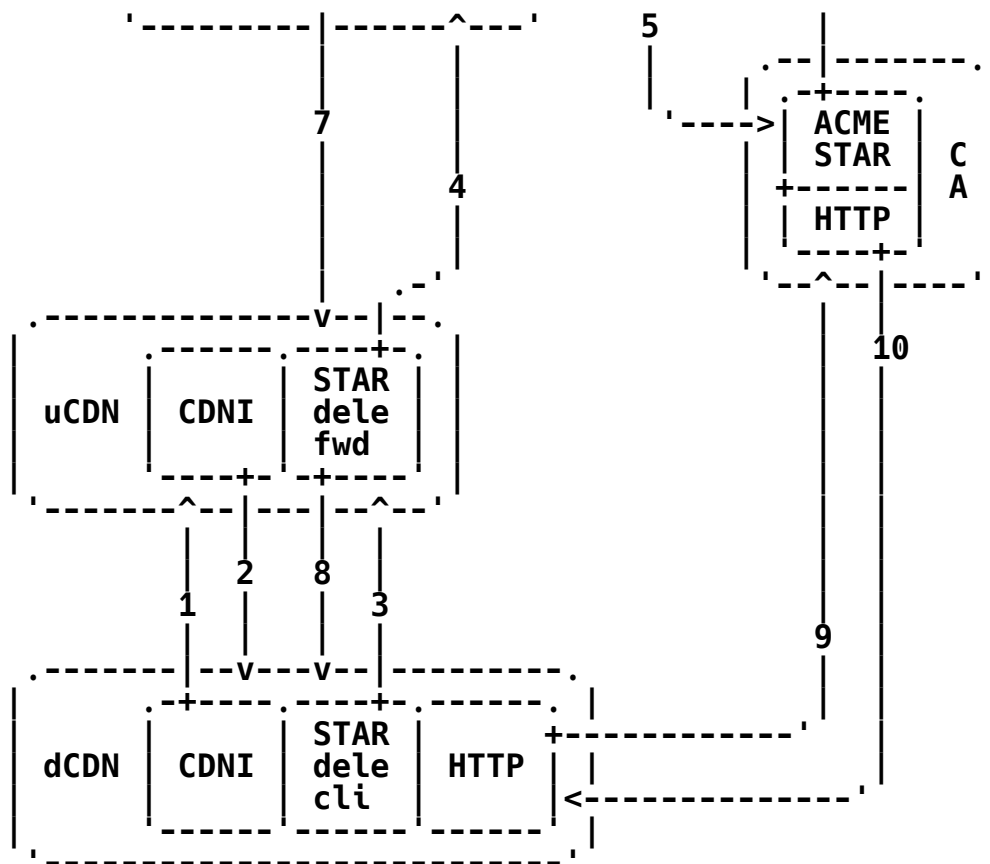 5
7
ACME
STAR
C
A
4
HTTP
10
STAR
uCDN CDNI dele
fwd
2 8
1 3
9
STAR
dCDN CDNI dele HTTP
cli